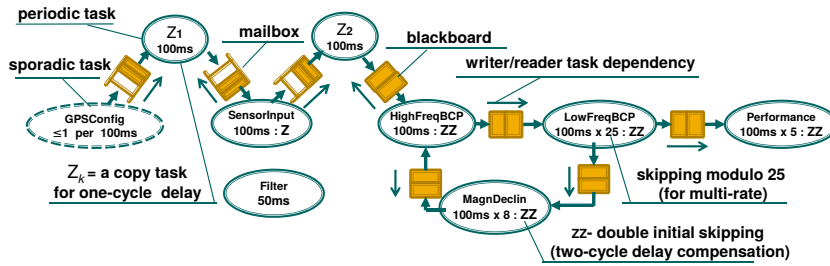 periodic task
Z1
100ms
mailbox
Z2
100ms
blackboard
writer/reader task dependency
sporadic task
GPSConfig
≤1 per 100ms
SensorInput
100ms : Z
HighFreqBCP
100ms : ZZ
LowFreqBCP
100ms x 25 : ZZ
Performance
100ms x 5 : ZZ
Zk = a copy task
for one-cycle delay
Filter
50ms
MagnDeclin
100ms x 8 : ZZ
skipping modulo 25
(for multi-rate)
zz- double initial skipping
(two-cycle delay compensation)